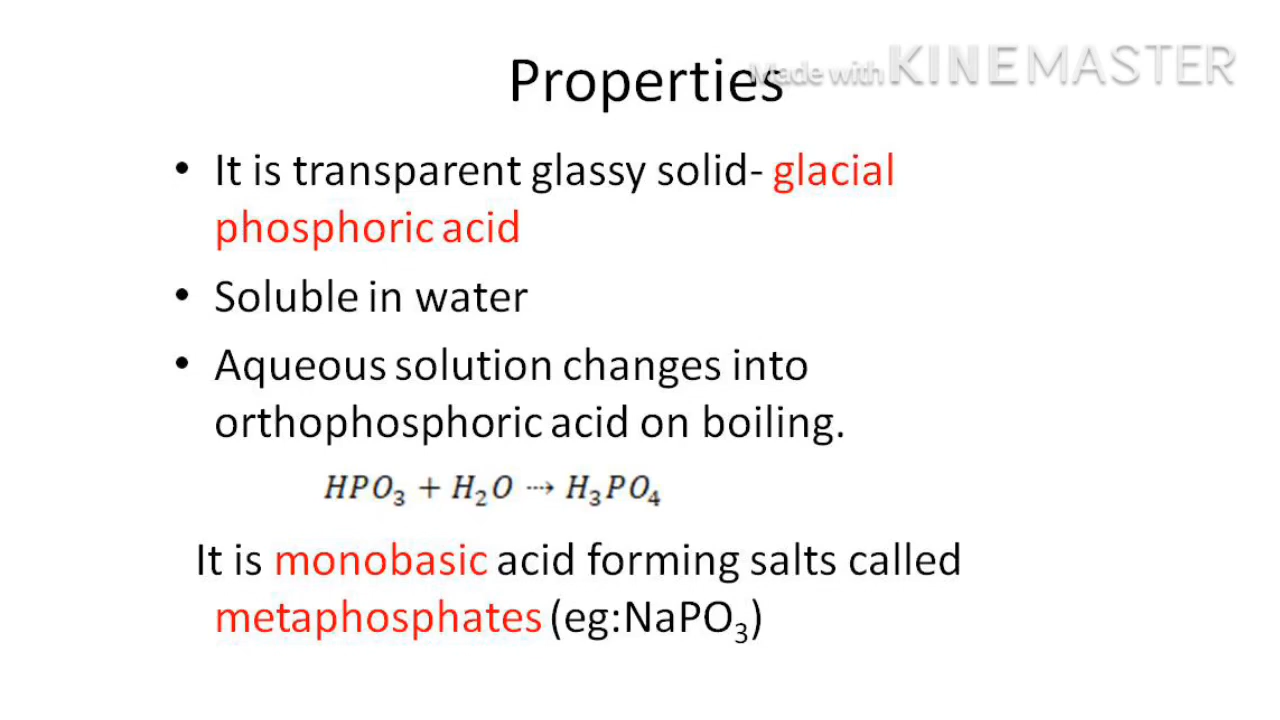 Properties
Made with KINEMASTER
• It is transparent glassy solid- glacial
phosphoric acid
• Soluble in water
• Aqueous solution changes into
orthophosphoric acid on boiling.
HPO₃ + H₂O ⇢ H₃PO₄
It is monobasic acid forming salts called
metaphosphates (eg:NaPO₃)